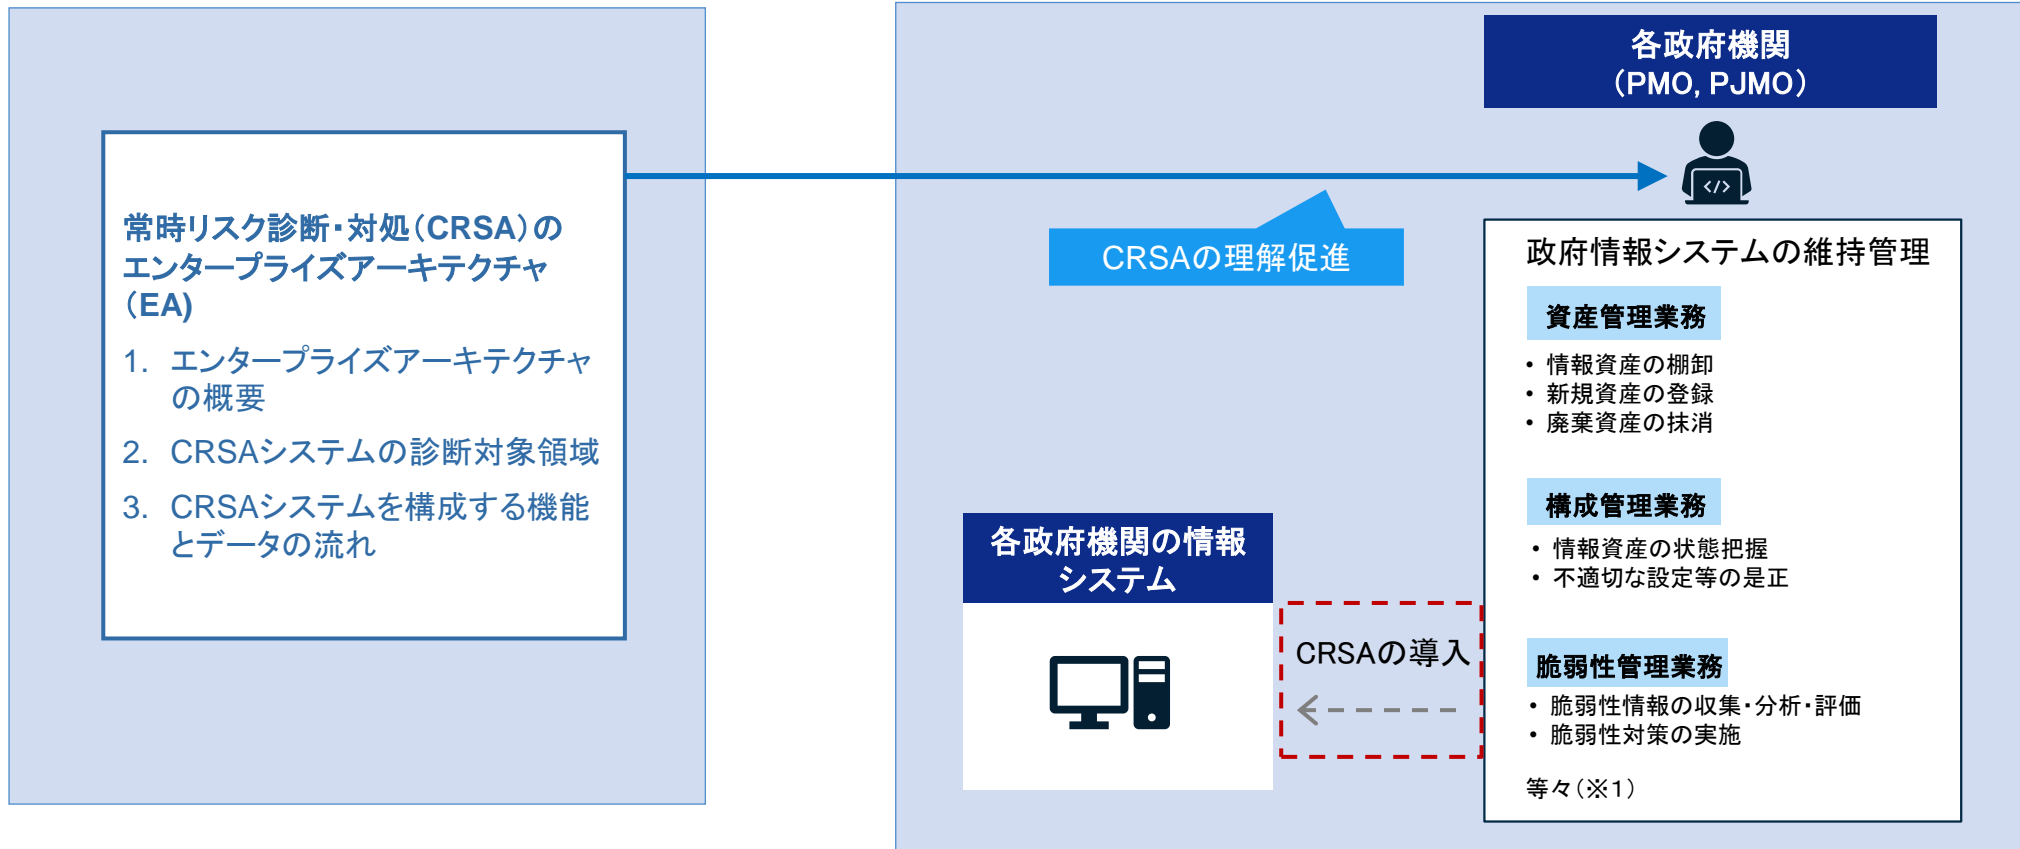 常時リスク診断・対処（CRSA）の
エンタープライズアーキテクチャ
（EA)
1. エンタープライズアーキテクチャ
の概要
2. CRSAシステムの診断対象領域
3. CRSAシステムを構成する機能
とデータの流れ
各政府機関
（PMO, PJMO）
</>
CRSAの理解促進
政府情報システムの維持管理
資産管理業務
• 情報資産の棚卸
• 新規資産の登録
• 廃棄資産の抹消
構成管理業務
• 情報資産の状態把握
• 不適切な設定等の是正
各政府機関の情報
システム
CRSAの導入
脆弱性管理業務
• 脆弱性情報の収集・分析・評価
• 脆弱性対策の実施
等々（※１）